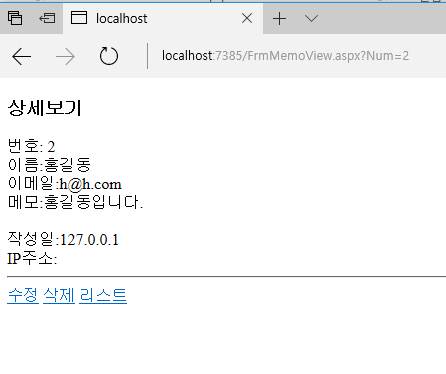 localhost
localhost:7385/FrmMemoView.aspx?Num=2
상세보기
번호: 2
이름:홍길동
이메일:h@h.com
메모:홍길동입니다.
작성일:127.0.0.1
IP주소:
수정 삭제 리스트